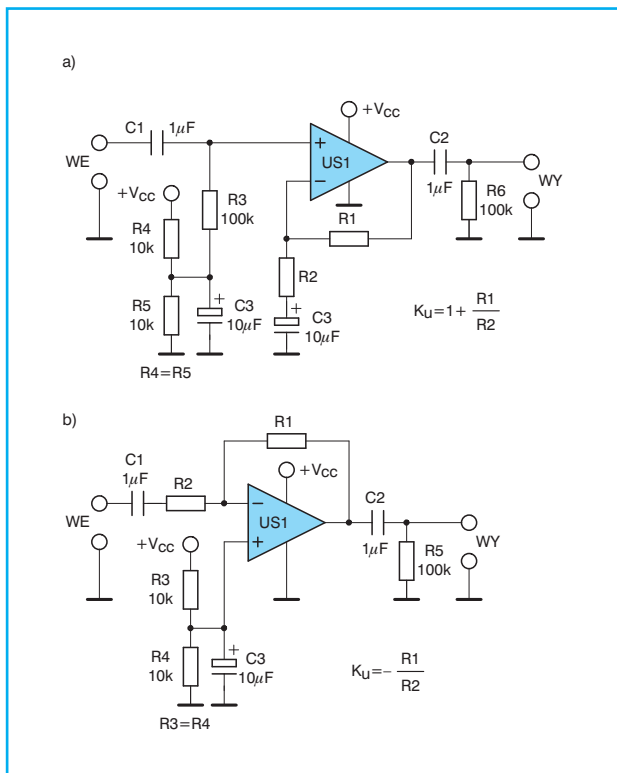 a)
C1
1µF
WE
+VCC
+
−
US1
C2
1µF
WY
R6
100k
+VCC
R4
10k
R3
100k
R1
R2
R5
10k
+
C3
10µF
+
C3
10µF
Ku=1+ R1
R2
R4=R5
b)
R1
C1
1µF
R2
WE
+VCC
−
+
US1
C2
1µF
WY
R5
100k
+VCC
R3
10k
R4
10k
+
C3
10µF
Ku=− R1
R2
R3=R4